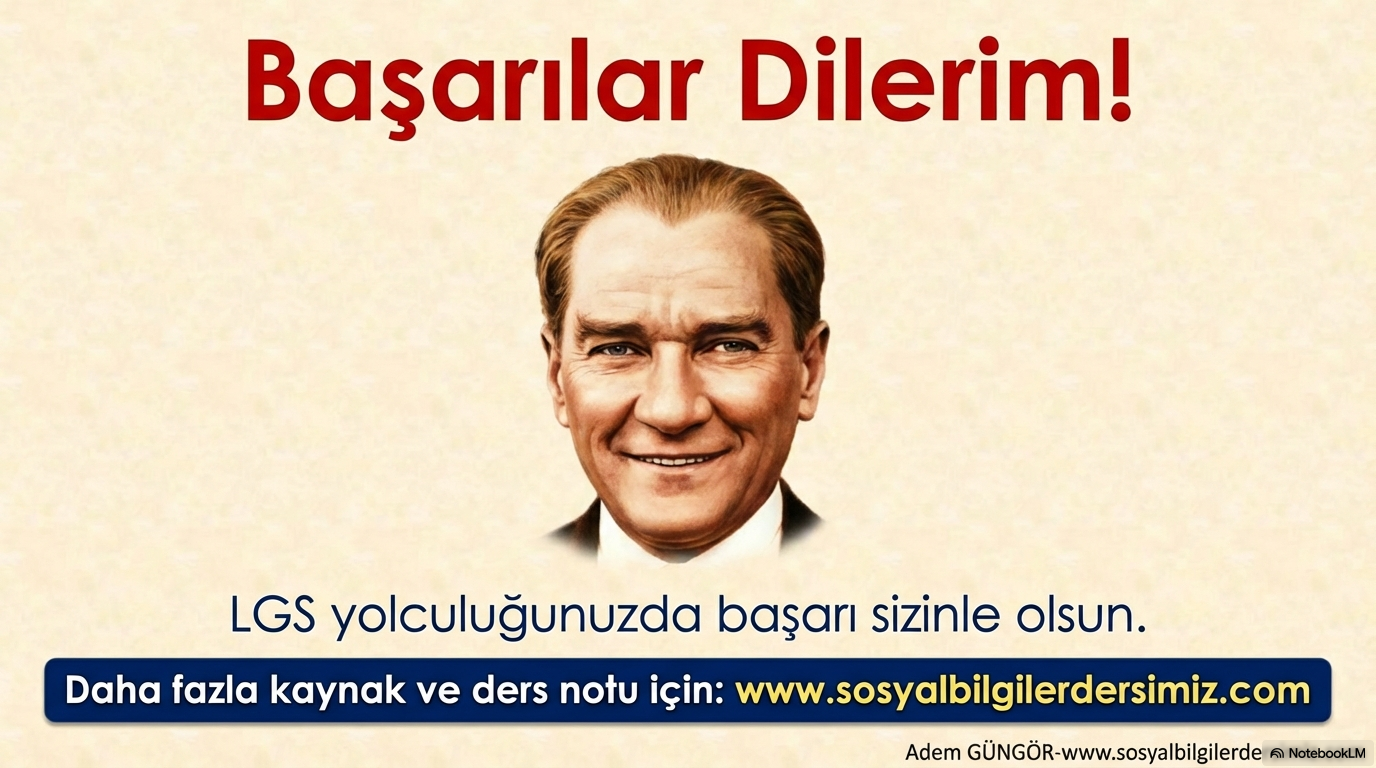 Başarılar Dilerim!
LGS yolculuğunuzda başarı sizinle olsun.
Daha fazla kaynak ve ders notu için: www.sosyalbilgilerdersimiz.com
Adem GÜNGÖR-www.sosyalbilgilerde
NotebookLM